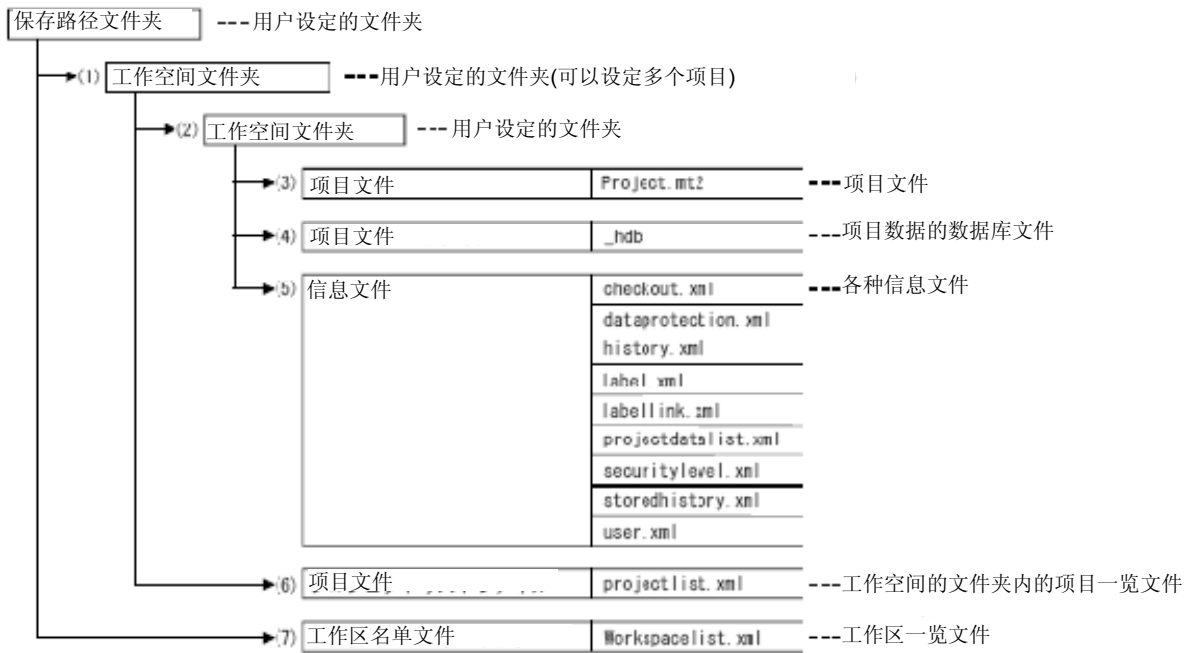 保存路径文件夹 ---用户设定的文件夹
(1) 工作空间文件夹 ---用户设定的文件夹(可以设定多个项目)
(2) 工作空间文件夹 ---用户设定的文件夹
(3) 项目文件 Project.mt2 ---项目文件
(4) 项目文件 _hdb ---项目数据的数据库文件
(5) 信息文件 checkout.xml ---各种信息文件
dataprotection.xml
history.xml
label.xml
labellink.xml
projectdatalist.xml
securitylevel.xml
storedhistory.xml
user.xml
(6) 项目文件 projectlist.xml ---工作空间的文件夹内的项目一览文件
(7) 工作区名单文件 Workspacelist.xml ---工作区一览文件